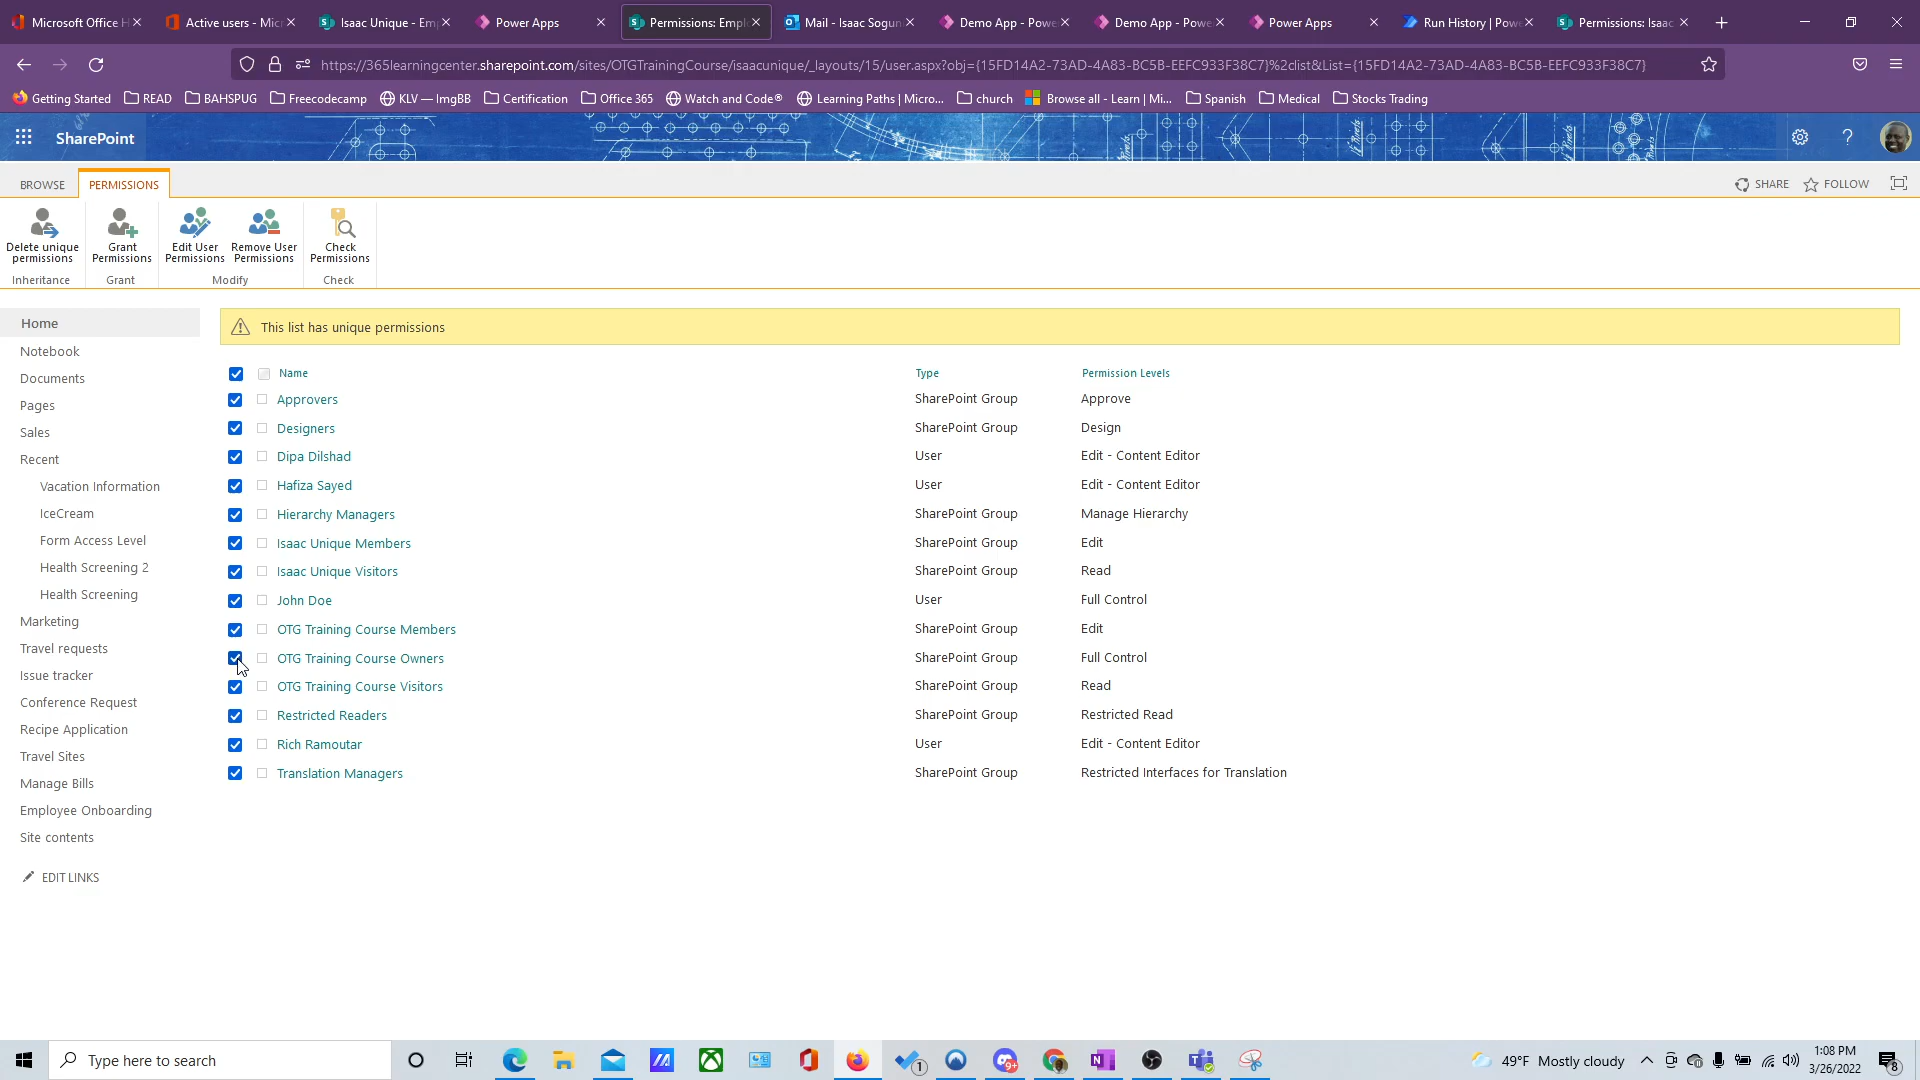 Microsoft Office H
Active users - Micr
Isaac Unique - Emp
Power Apps
Permissions: Empl
Mail - Isaac Sogun
Demo App - Powe
Demo App - Powe
Power Apps
Run History | Powe
Permissions: Isaac
https://365learningcenter.sharepoint.com/sites/OTGTrainingCourse/isaacunique/_layouts/15/user.aspx?obj={15FD14A2-73AD-4A83-BC5B-EEFC933F38C7}%2clist&List={15FD14A2-73AD-4A83-BC5B-EEFC933F38C7}
Getting Started
READ
BAHSPUG
Freecodecamp
KLV — ImgBB
Certification
Office 365
Watch and Code®
Learning Paths | Micro...
church
Browse all - Learn | Mi...
Spanish
Medical
Stocks Trading
SharePoint
BROWSE
PERMISSIONS
SHARE
FOLLOW
Delete unique
permissions
Inheritance
Grant
Permissions
Grant
Edit User
Permissions
Remove User
Permissions
Modify
Check
Permissions
Check
Home
Notebook
Documents
Pages
Sales
Recent
Vacation Information
IceCream
Form Access Level
Health Screening 2
Health Screening
Marketing
Travel requests
Issue tracker
Conference Request
Recipe Application
Travel Sites
Manage Bills
Employee Onboarding
Site contents
EDIT LINKS
This list has unique permissions
Name Type Permission Levels
Approvers SharePoint Group Approve
Designers SharePoint Group Design
Dipa Dilshad User Edit - Content Editor
Hafiza Sayed User Edit - Content Editor
Hierarchy Managers SharePoint Group Manage Hierarchy
Isaac Unique Members SharePoint Group Edit
Isaac Unique Visitors SharePoint Group Read
John Doe User Full Control
OTG Training Course Members SharePoint Group Edit
OTG Training Course Owners SharePoint Group Full Control
OTG Training Course Visitors SharePoint Group Read
Restricted Readers SharePoint Group Restricted Read
Rich Ramoutar User Edit - Content Editor
Translation Managers SharePoint Group Restricted Interfaces for Translation
Type here to search
1
9+
49°F Mostly cloudy
1:08 PM
3/26/2022
8